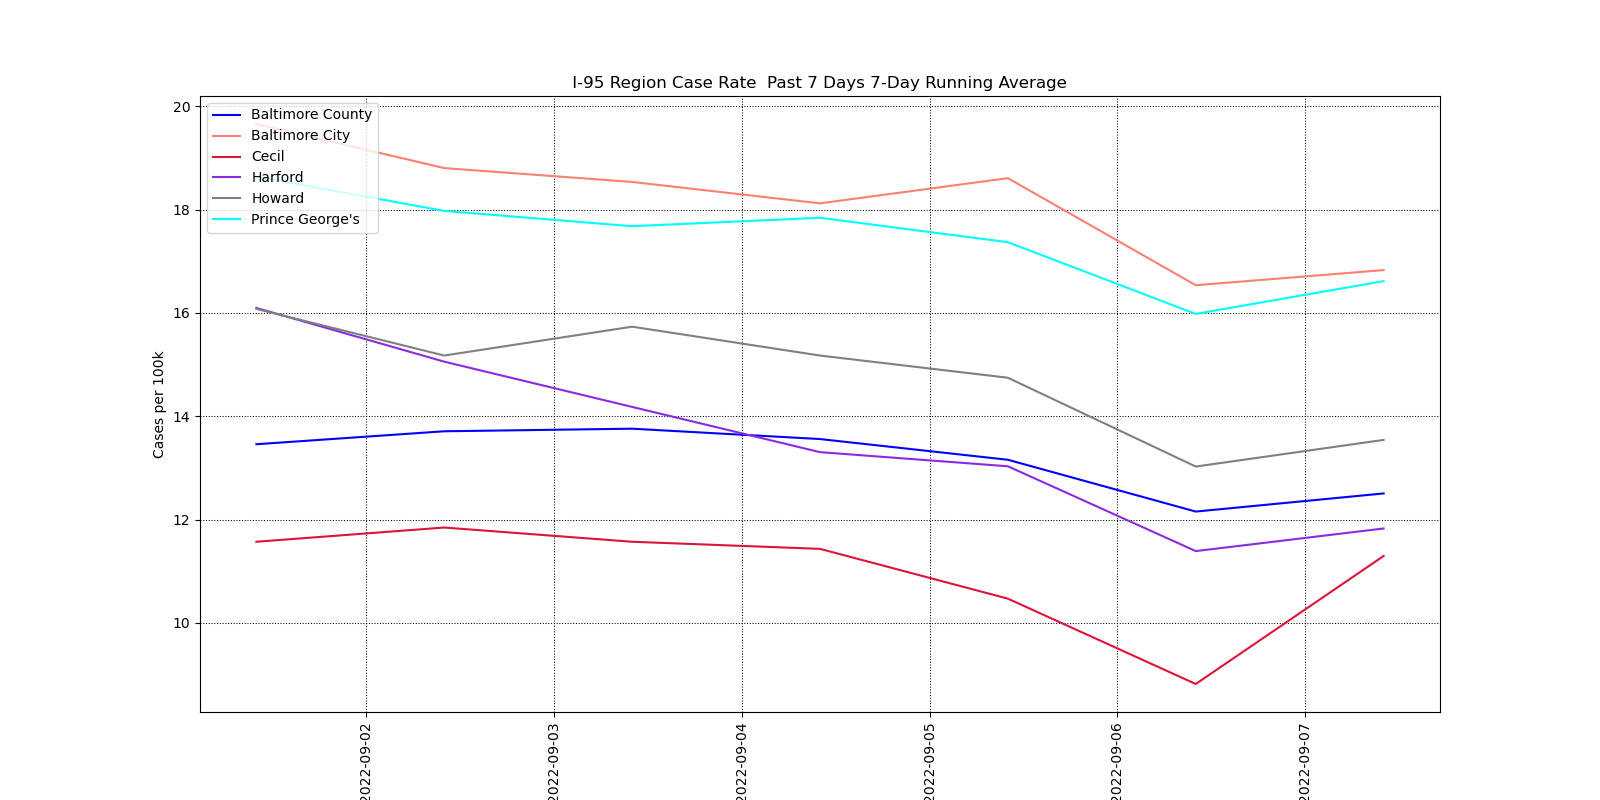 I-95 Region Case Rate  Past 7 Days 7-Day Running Average
Cases per 100k
20
18
16
14
12
10
Baltimore County
Baltimore City
Cecil
Harford
Howard
Prince George's
2022-09-02
2022-09-03
2022-09-04
2022-09-05
2022-09-06
2022-09-07